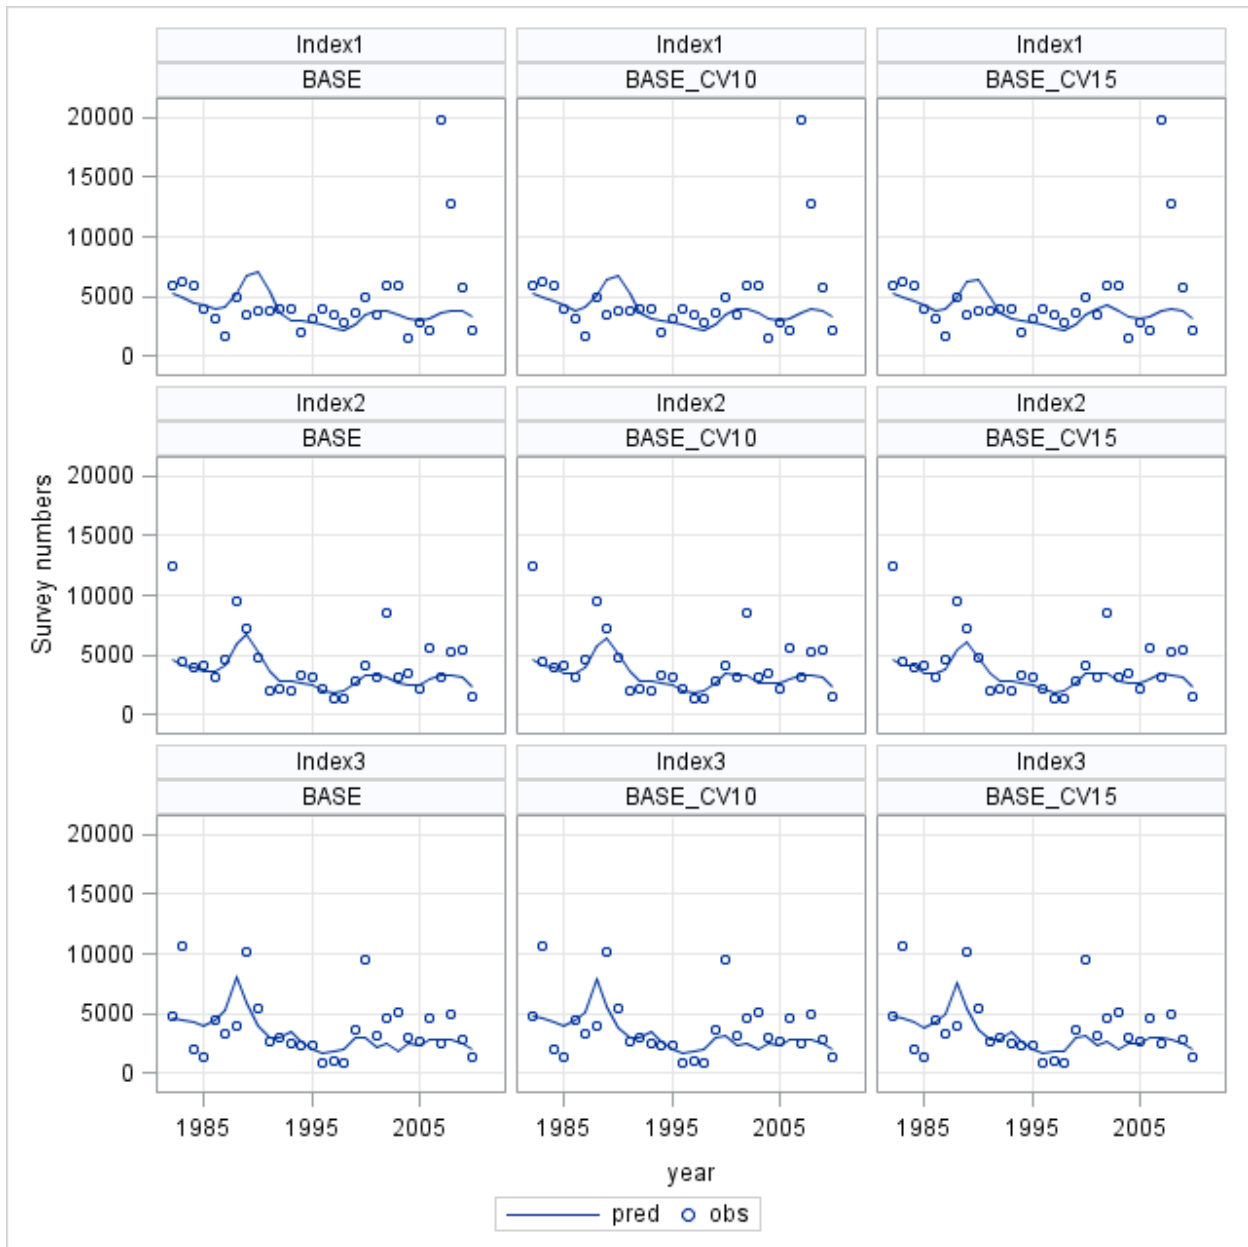 Index1 Index1 Index1
BASE BASE_CV10 BASE_CV15
20000
15000
10000
5000
0
Index2 Index2 Index2
BASE BASE_CV10 BASE_CV15
20000
15000
10000
5000
0
Survey numbers
Index3 Index3 Index3
BASE BASE_CV10 BASE_CV15
20000
15000
10000
5000
0
1985 1995 2005 1985 1995 2005 1985 1995 2005
year
pred obs